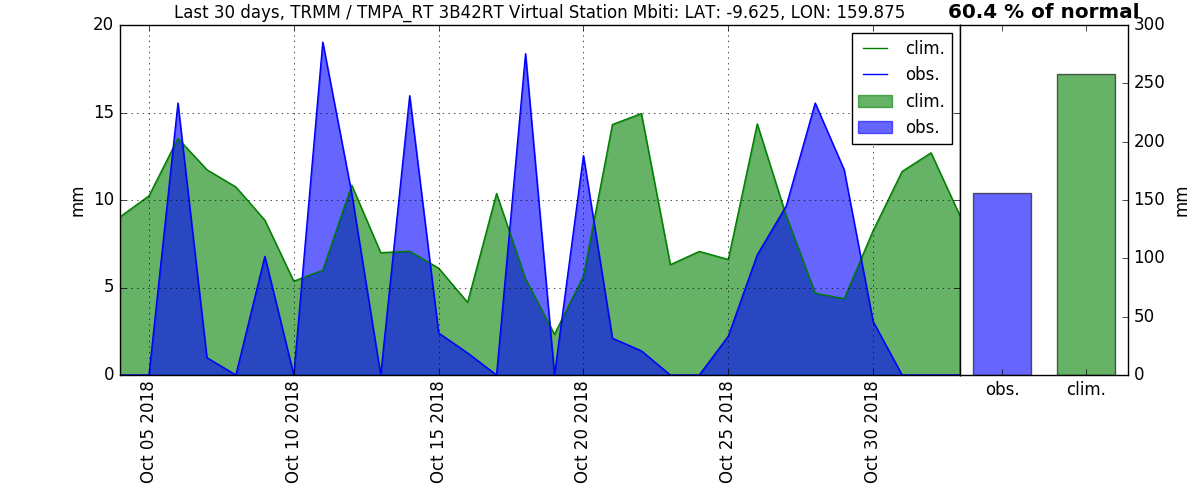 Last 30 days, TRMM / TMPA_RT 3B42RT Virtual Station Mbiti: LAT: -9.625, LON: 159.875
60.4 % of normal
20
15
10
5
0
mm
clim.
obs.
clim.
obs.
Oct 05 2018
Oct 10 2018
Oct 15 2018
Oct 20 2018
Oct 25 2018
Oct 30 2018
300
250
200
150
100
50
0
mm
obs.
clim.